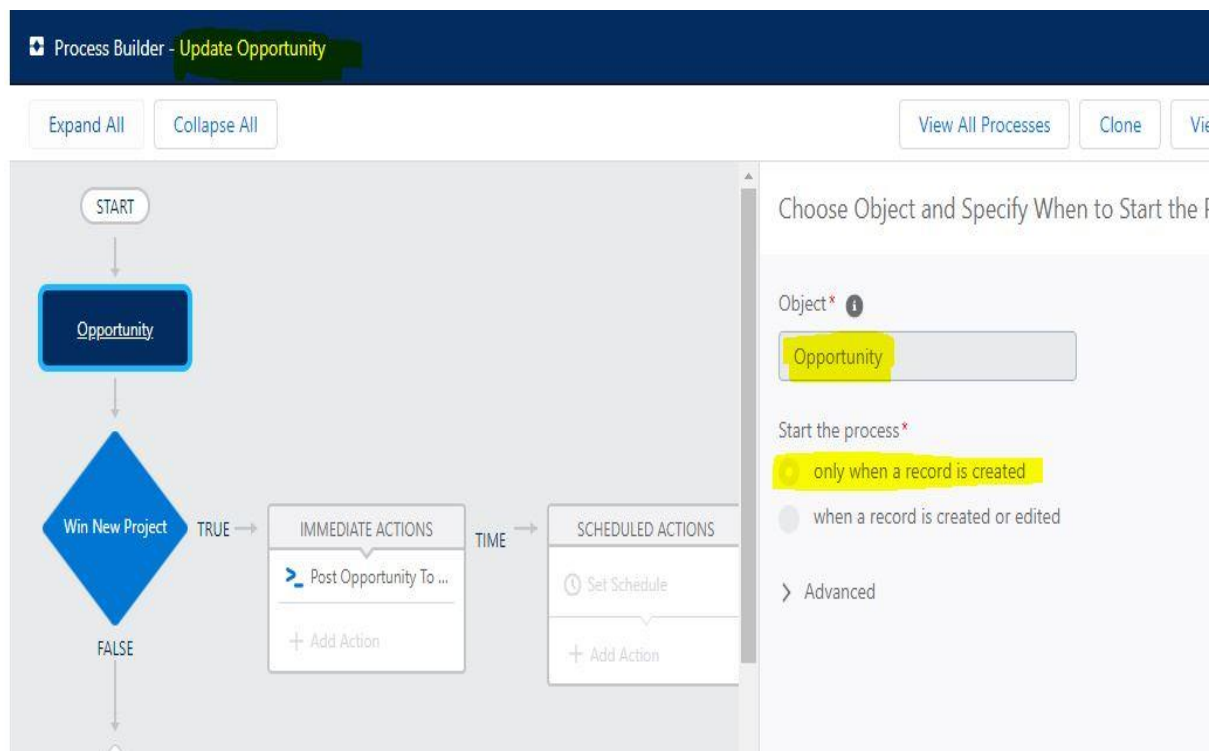 Process Builder - Update Opportunity
Expand All
Collapse All
View All Processes
Clone
START
Opportunity
Win New Project
TRUE
IMMEDIATE ACTIONS
Post Opportunity To ...
+ Add Action
TIME
SCHEDULED ACTIONS
Set Schedule
+ Add Action
FALSE
Choose Object and Specify When to Start the
Object*
Opportunity
Start the process*
only when a record is created
when a record is created or edited
Advanced